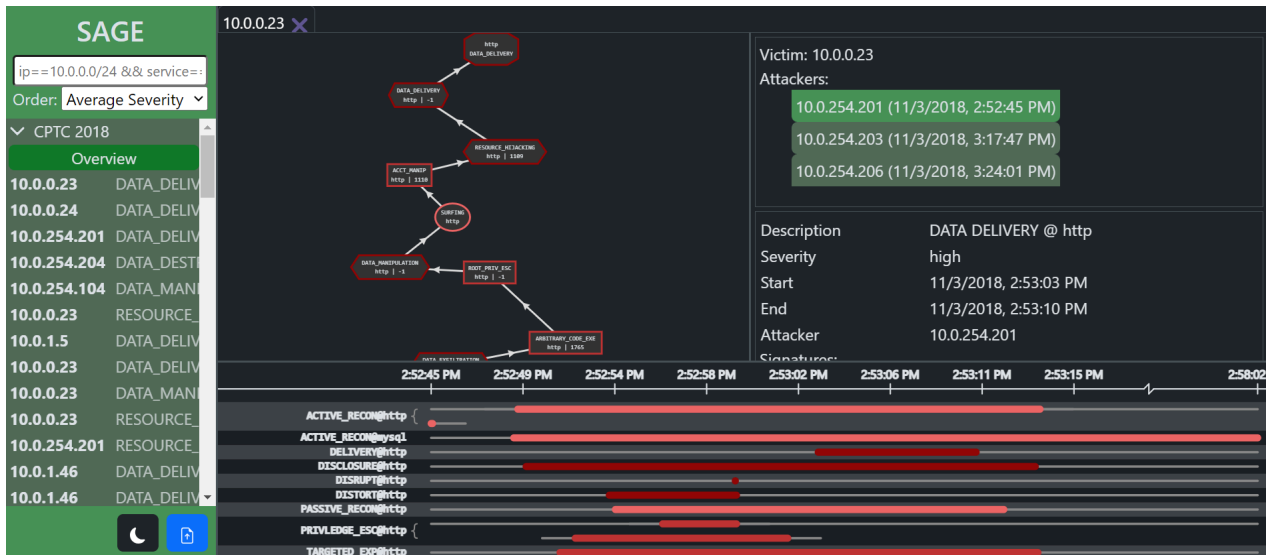 SAGE
ip==10.0.0.0/24 && service=
Order: Average Severity
CPTC 2018
Overview
10.0.0.23 DATA_DELIV
10.0.0.24 DATA_DELIV
10.0.254.201 DATA_DELIV
10.0.254.204 DATA_DEST
10.0.254.104 DATA_MAN
10.0.0.23 RESOURCE_
10.0.1.5 DATA_DELIV
10.0.0.23 DATA_DELIV
10.0.0.23 DATA_MAN
10.0.0.23 RESOURCE_
10.0.254.201 RESOURCE_
10.0.1.46 DATA_DELIV
10.0.1.46 DATA_DELIV
10.0.0.23
http
DATA_DELIVERY
DATA_DELIVERY
http | -1
RESOURCE_HIJACKING
http | 1109
ACCT_MANIP
http | 1110
SURFING
http
DATA_MANIPULATION
http | -1
ROOT_PRIV_ESC
http | -1
ARBITRARY_CODE_EXE
http | 1765
DATA_EXFILTRATION
Victim: 10.0.0.23
Attackers:
10.0.254.201 (11/3/2018, 2:52:45 PM)
10.0.254.203 (11/3/2018, 3:17:47 PM)
10.0.254.206 (11/3/2018, 3:24:01 PM)
Description DATA DELIVERY @ http
Severity high
Start 11/3/2018, 2:53:03 PM
End 11/3/2018, 2:53:10 PM
Attacker 10.0.254.201
Signatures:
2:52:45 PM 2:52:49 PM 2:52:54 PM 2:52:58 PM 2:53:02 PM 2:53:06 PM 2:53:11 PM 2:53:15 PM 2:58:02
ACTIVE_RECON@http {
ACTIVE_RECON@mysql
DELIVERY@http
DISCLOSURE@http
DISRUPT@http
DISTORT@http
PASSIVE_RECON@http
PRIVLEDGE_ESC@http {
TARGETED_EXP@http